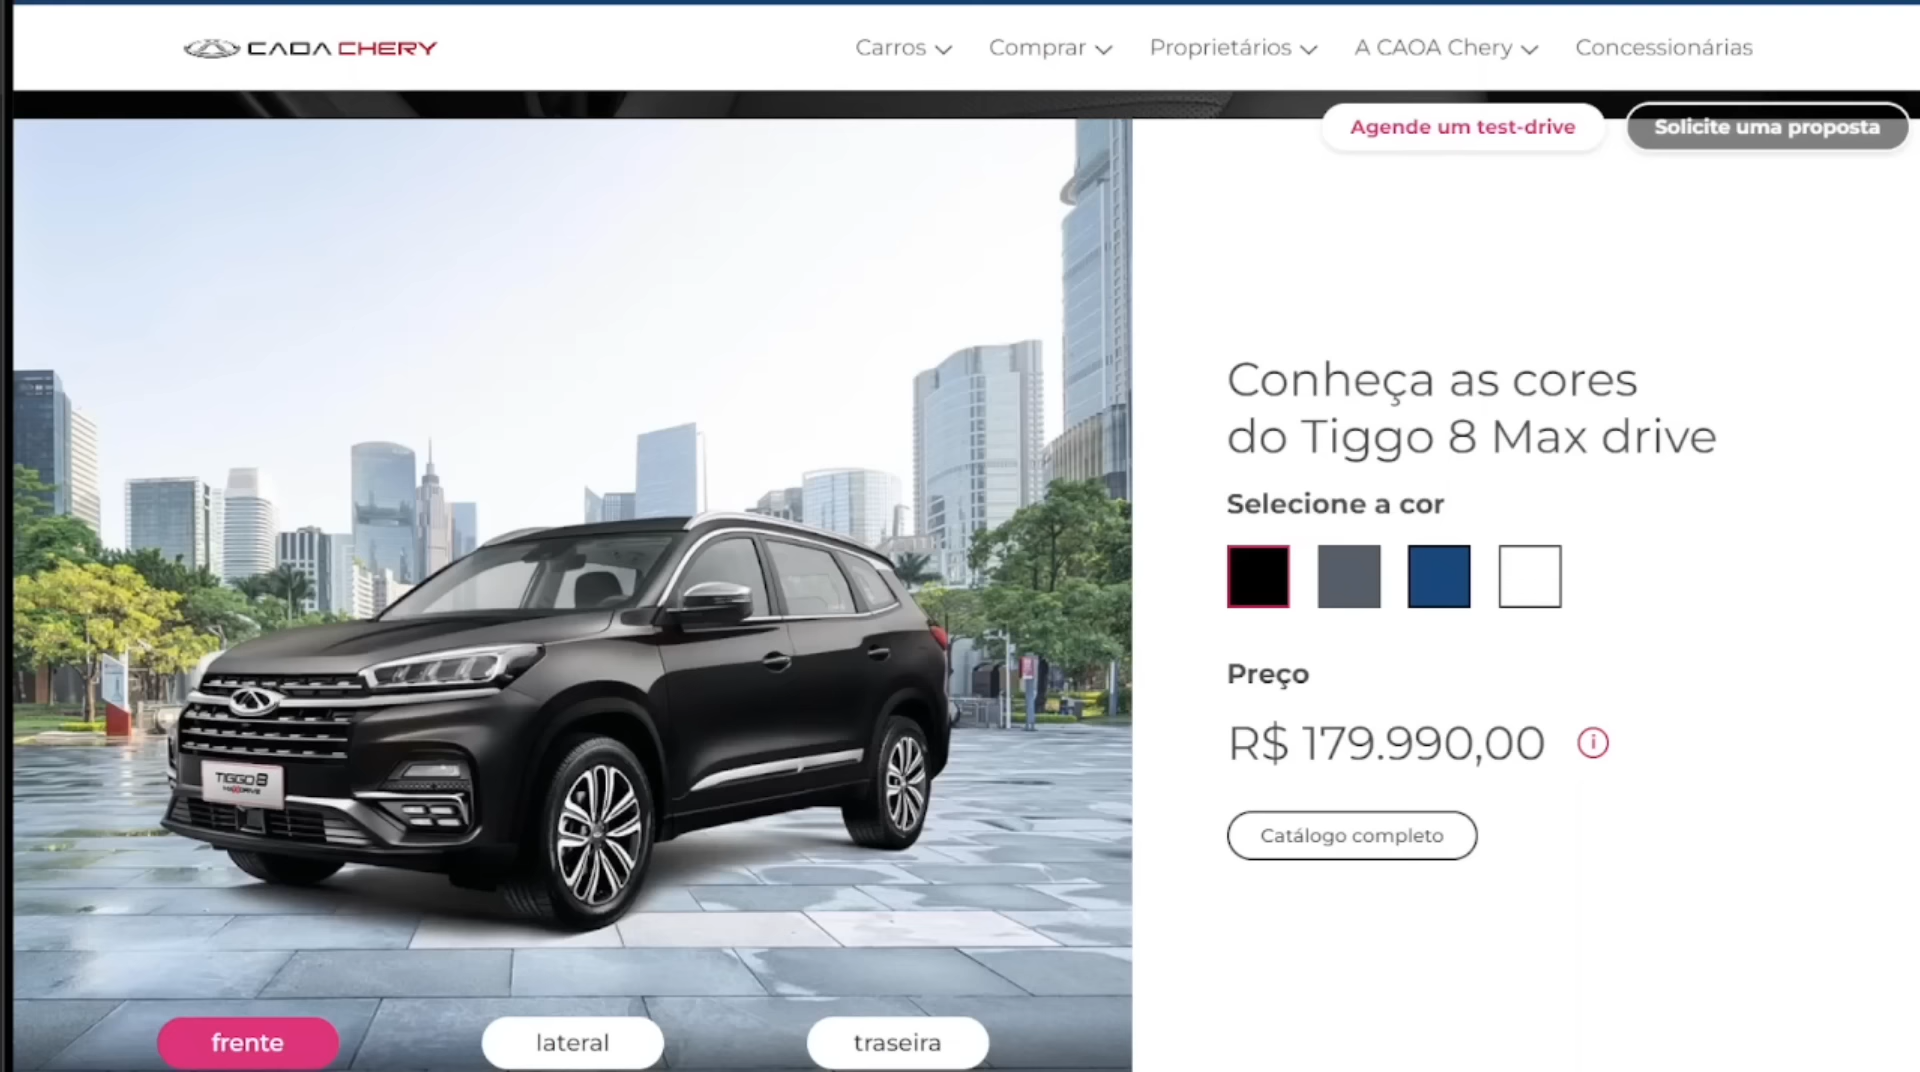 CAOA CHERY
Carros
Comprar
Proprietários
A CAOA Chery
Concessionárias
Agende um test-drive
Solicite uma proposta
Conheça as cores
do Tiggo 8 Max drive
Selecione a cor
Preço
R$ 179.990,00
i
Catálogo completo
TIGGO 8
MAXDRIVE
frente
lateral
traseira